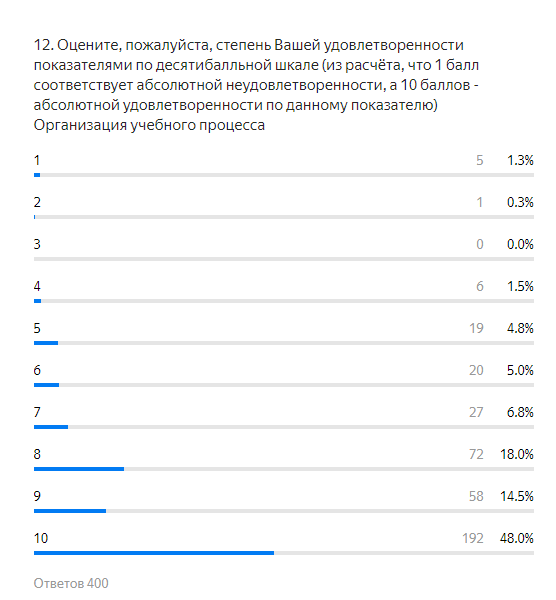 12. Оцените, пожалуйста, степень Вашей удовлетворенности
показателями по десятибалльной шкале (из расчёта, что 1 балл
соответствует абсолютной неудовлетворенности, а 10 баллов -
абсолютной удовлетворенности по данному показателю)
Организация учебного процесса
1 5 1.3%
2 1 0.3%
3 0 0.0%
4 6 1.5%
5 19 4.8%
6 20 5.0%
7 27 6.8%
8 72 18.0%
9 58 14.5%
10 192 48.0%
Ответов 400